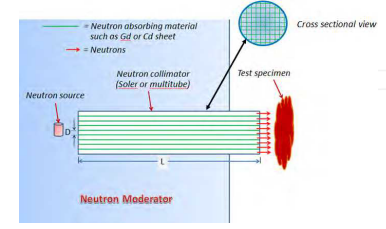 = Neutron absorbing material
such as Gd or Cd sheet
= Neutrons
Cross sectional view
Neutron collimator
(Soler or multitube)
Test specimen
Neutron source
D
L
Neutron Moderator